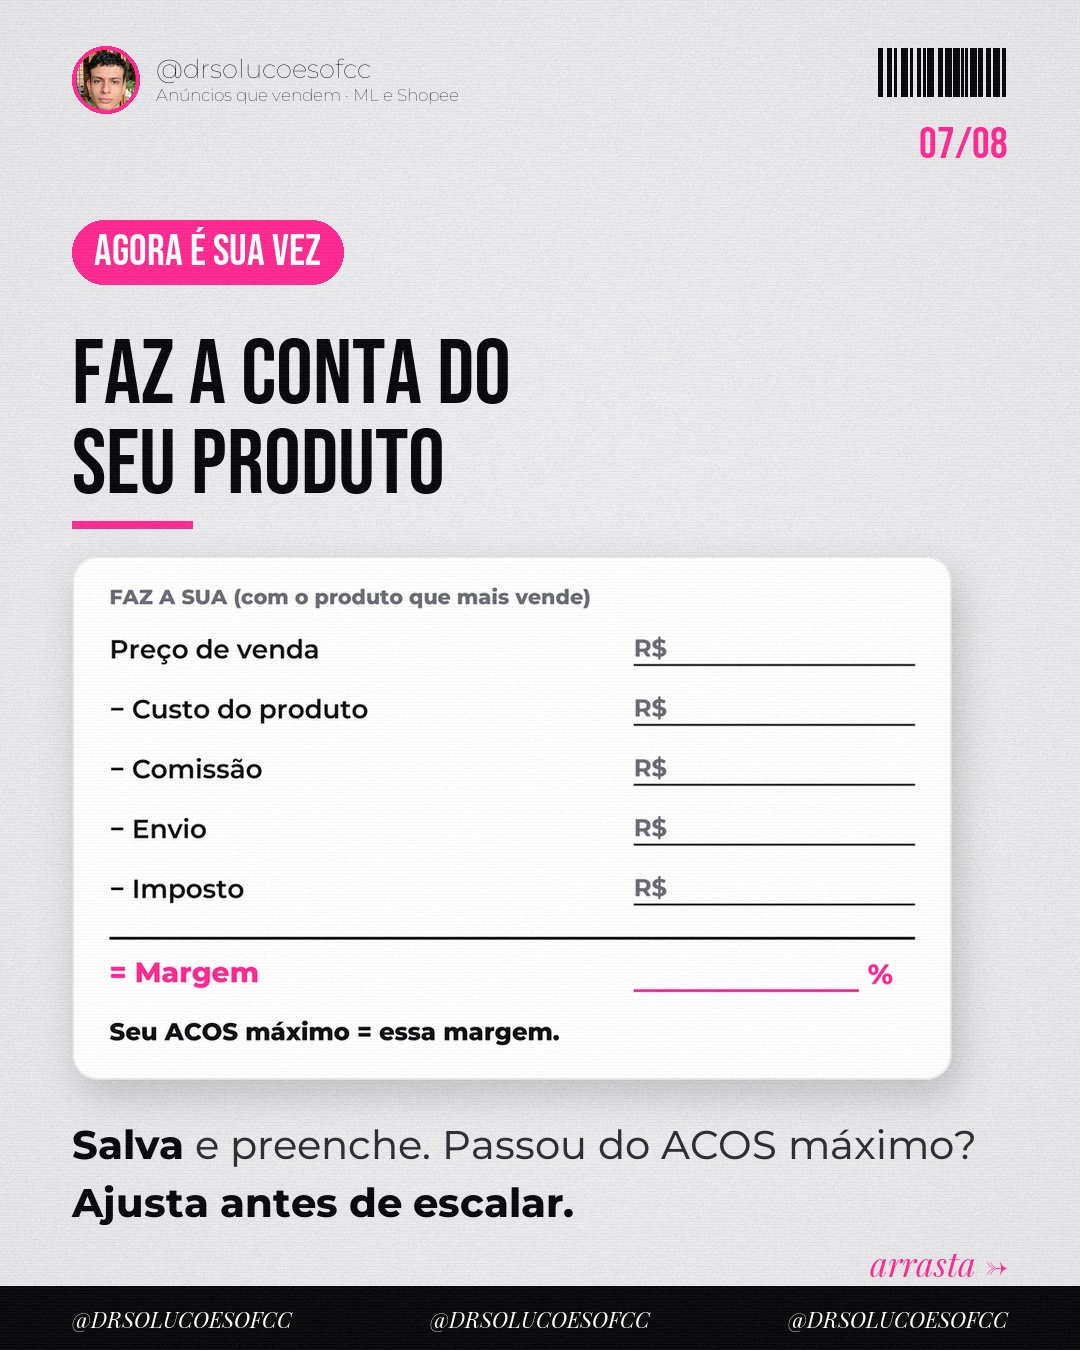 @drsolucoesofcc
Anúncios que vendem · ML e Shopee
07/08
AGORA É SUA VEZ
FAZ A CONTA DO
SEU PRODUTO
FAZ A SUA (com o produto que mais vende)
Preço de venda R$
− Custo do produto R$
− Comissão R$
− Envio R$
− Imposto R$
= Margem %
Seu ACOS máximo = essa margem.
Salva e preenche. Passou do ACOS máximo?
Ajusta antes de escalar.
arrasta ➳
@DRSOLUCOESOFCC @DRSOLUCOESOFCC @DRSOLUCOESOFCC